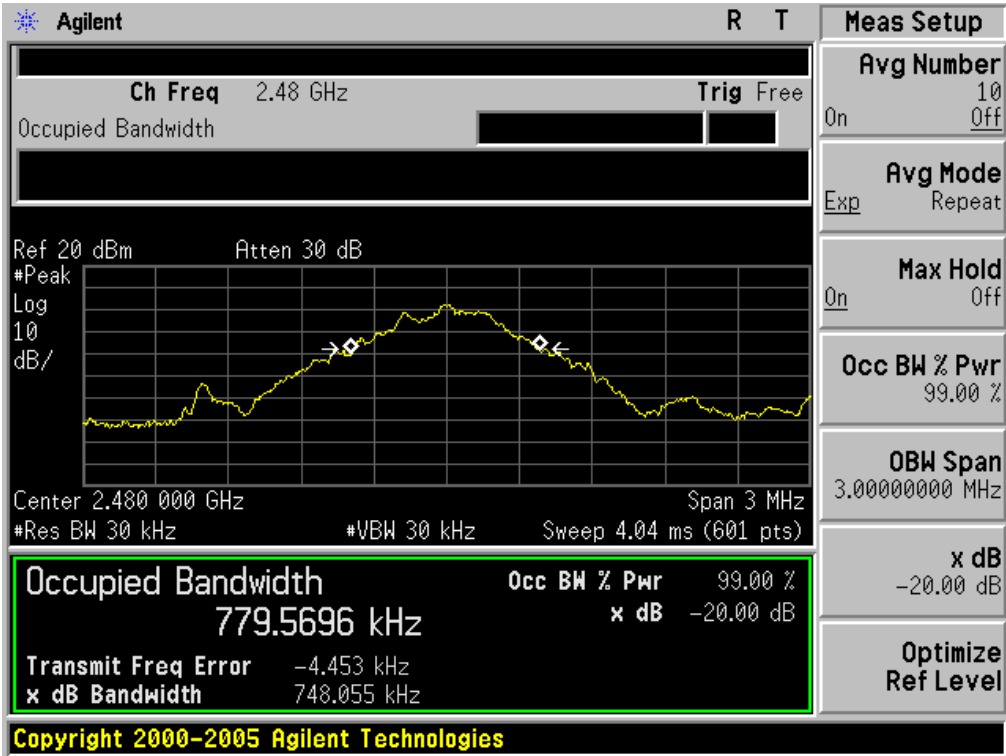 Agilent R T
Ch Freq 2.48 GHz Trig Free
Occupied Bandwidth
Ref 20 dBm Atten 30 dB
#Peak
Log
10
dB/
Center 2.480 000 GHz Span 3 MHz
#Res BW 30 kHz #VBW 30 kHz Sweep 4.04 ms (601 pts)
Occupied Bandwidth Occ BW % Pwr 99.00 %
779.5696 kHz x dB -20.00 dB
Transmit Freq Error -4.453 kHz
x dB Bandwidth 748.055 kHz
Copyright 2000-2005 Agilent Technologies
Meas Setup
Avg Number
10
On Off
Avg Mode
Exp Repeat
Max Hold
On Off
Occ BW % Pwr
99.00 %
OBW Span
3.00000000 MHz
x dB
-20.00 dB
Optimize
Ref Level